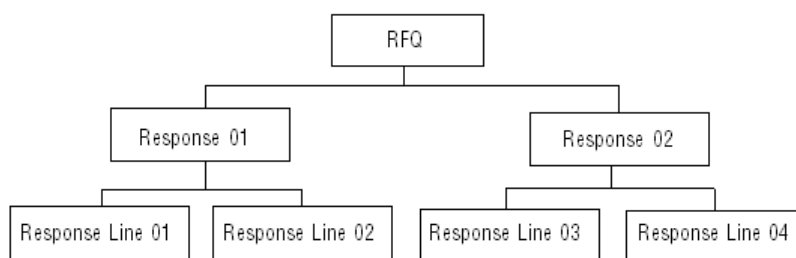 RFQ
Response 01
Response 02
Response Line 01
Response Line 02
Response Line 03
Response Line 04